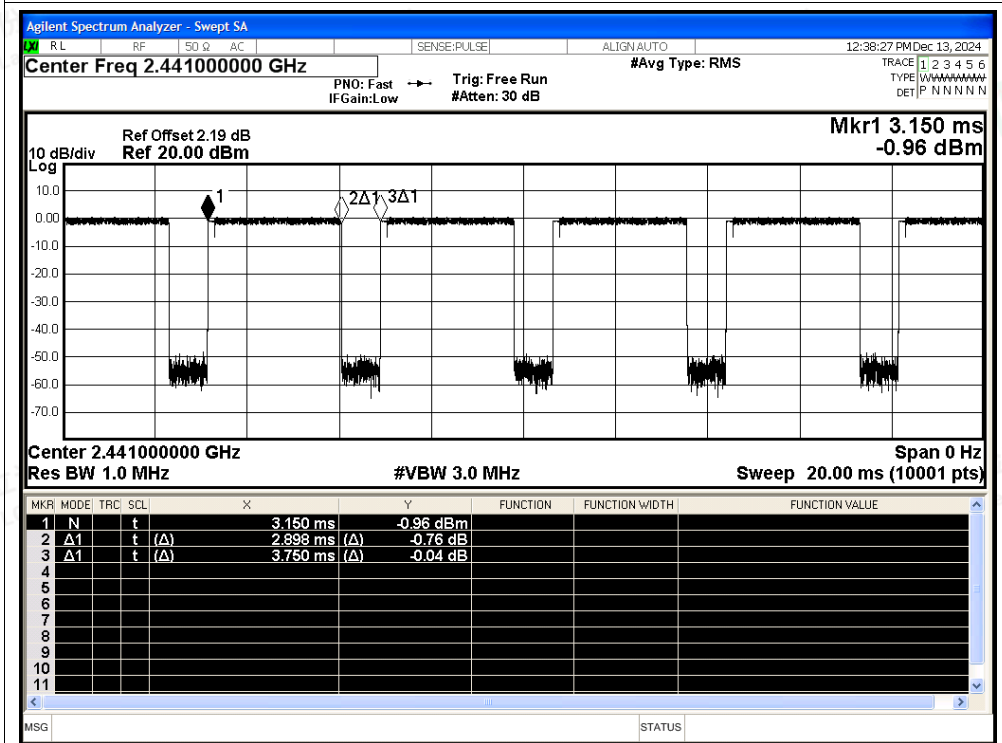 Agilent Spectrum Analyzer - Swept SA
LXI RL RF 50 Ω AC SENSE:PULSE ALIGN AUTO 12:38:27 PM Dec 13, 2024
Center Freq 2.441000000 GHz #Avg Type: RMS TRACE 1 2 3 4 5 6
PNO: Fast Trig: Free Run TYPE WWWWWW
IFGain:Low #Atten: 30 dB DET P N N N N N
Mkr1 3.150 ms
Ref Offset 2.19 dB
-0.96 dBm
10 dB/div Ref 20.00 dBm
Log
10.0
1 2Δ1 3Δ1
0.00
-10.0
-20.0
-30.0
-40.0
-50.0
-60.0
-70.0
Center 2.441000000 GHz Span 0 Hz
Res BW 1.0 MHz #VBW 3.0 MHz Sweep 20.00 ms (10001 pts)
MKR MODE TRC SCL X Y FUNCTION FUNCTION WIDTH FUNCTION VALUE
1 N t 3.150 ms -0.96 dBm
2 Δ1 t (Δ) 2.898 ms (Δ) -0.76 dB
3 Δ1 t (Δ) 3.750 ms (Δ) -0.04 dB
4
5
6
7
8
9
10
11
MSG STATUS